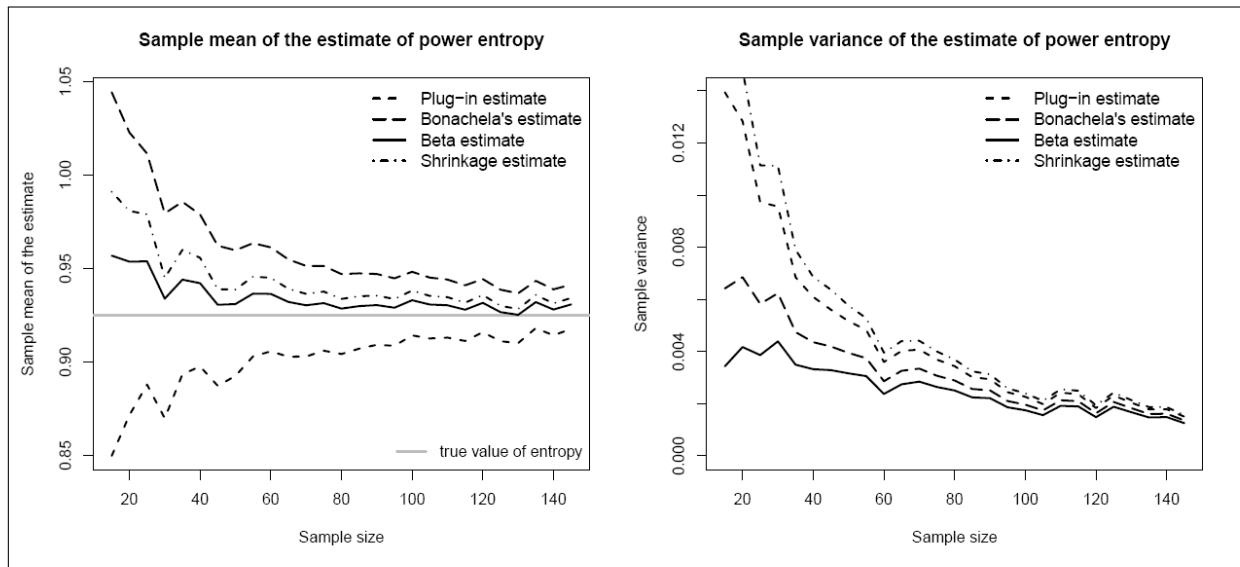 Sample mean of the estimate of power entropy
Sample mean of the estimate
1.05
1.00
0.95
0.90
0.85
Plug−in estimate
Bonachela's estimate
Beta estimate
Shrinkage estimate
true value of entropy
20 40 60 80 100 120 140
Sample size
Sample variance of the estimate of power entropy
Sample variance
0.012
0.008
0.004
0.000
Plug−in estimate
Bonachela's estimate
Beta estimate
Shrinkage estimate
20 40 60 80 100 120 140
Sample size